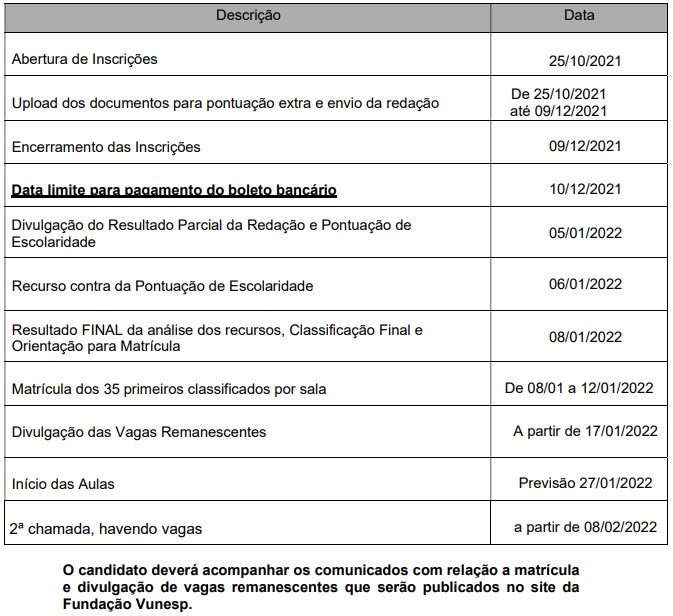 Descrição Data
Abertura de Inscrições 25/10/2021
Upload dos documentos para pontuação extra e envio da redação De 25/10/2021
até 09/12/2021
Encerramento das Inscrições 09/12/2021
Data limite para pagamento do boleto bancário 10/12/2021
Divulgação do Resultado Parcial da Redação e Pontuação de
Escolaridade 05/01/2022
Recurso contra da Pontuação de Escolaridade 06/01/2022
Resultado FINAL da análise dos recursos, Classificação Final e
Orientação para Matrícula 08/01/2022
Matrícula dos 35 primeiros classificados por sala De 08/01 a 12/01/2022
Divulgação das Vagas Remanescentes A partir de 17/01/2022
Início das Aulas Previsão 27/01/2022
2ª chamada, havendo vagas a partir de 08/02/2022
O candidato deverá acompanhar os comunicados com relação a matrícula
e divulgação de vagas remanescentes que serão publicados no site da
Fundação Vunesp.